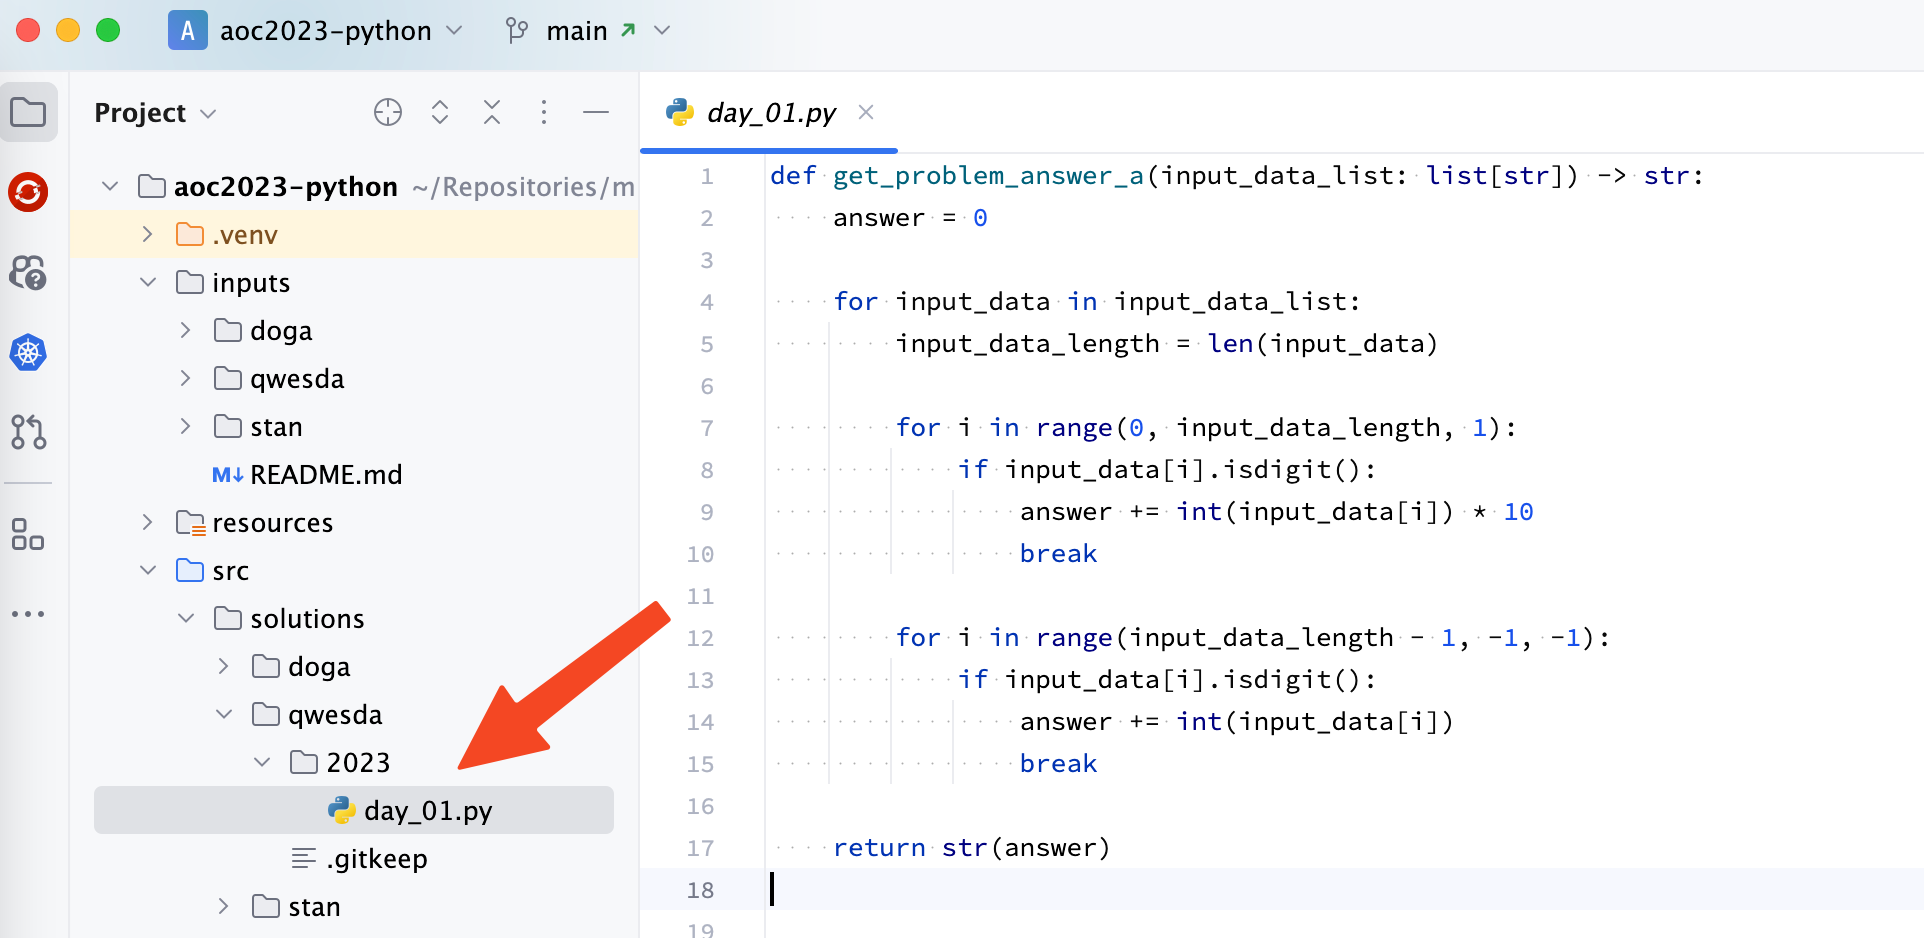 A aoc2023-python main
Project
day_01.py
aoc2023-python ~/Repositories/m
.venv
inputs
doga
qwesda
stan
M↓ README.md
resources
src
solutions
doga
qwesda
2023
day_01.py
.gitkeep
stan
1 def get_problem_answer_a(input_data_list: list[str]) -> str:
2 answer = 0
3
4 for input_data in input_data_list:
5 input_data_length = len(input_data)
6
7 for i in range(0, input_data_length, 1):
8 if input_data[i].isdigit():
9 answer += int(input_data[i]) * 10
10 break
11
12 for i in range(input_data_length - 1, -1, -1):
13 if input_data[i].isdigit():
14 answer += int(input_data[i])
15 break
16
17 return str(answer)
18
19